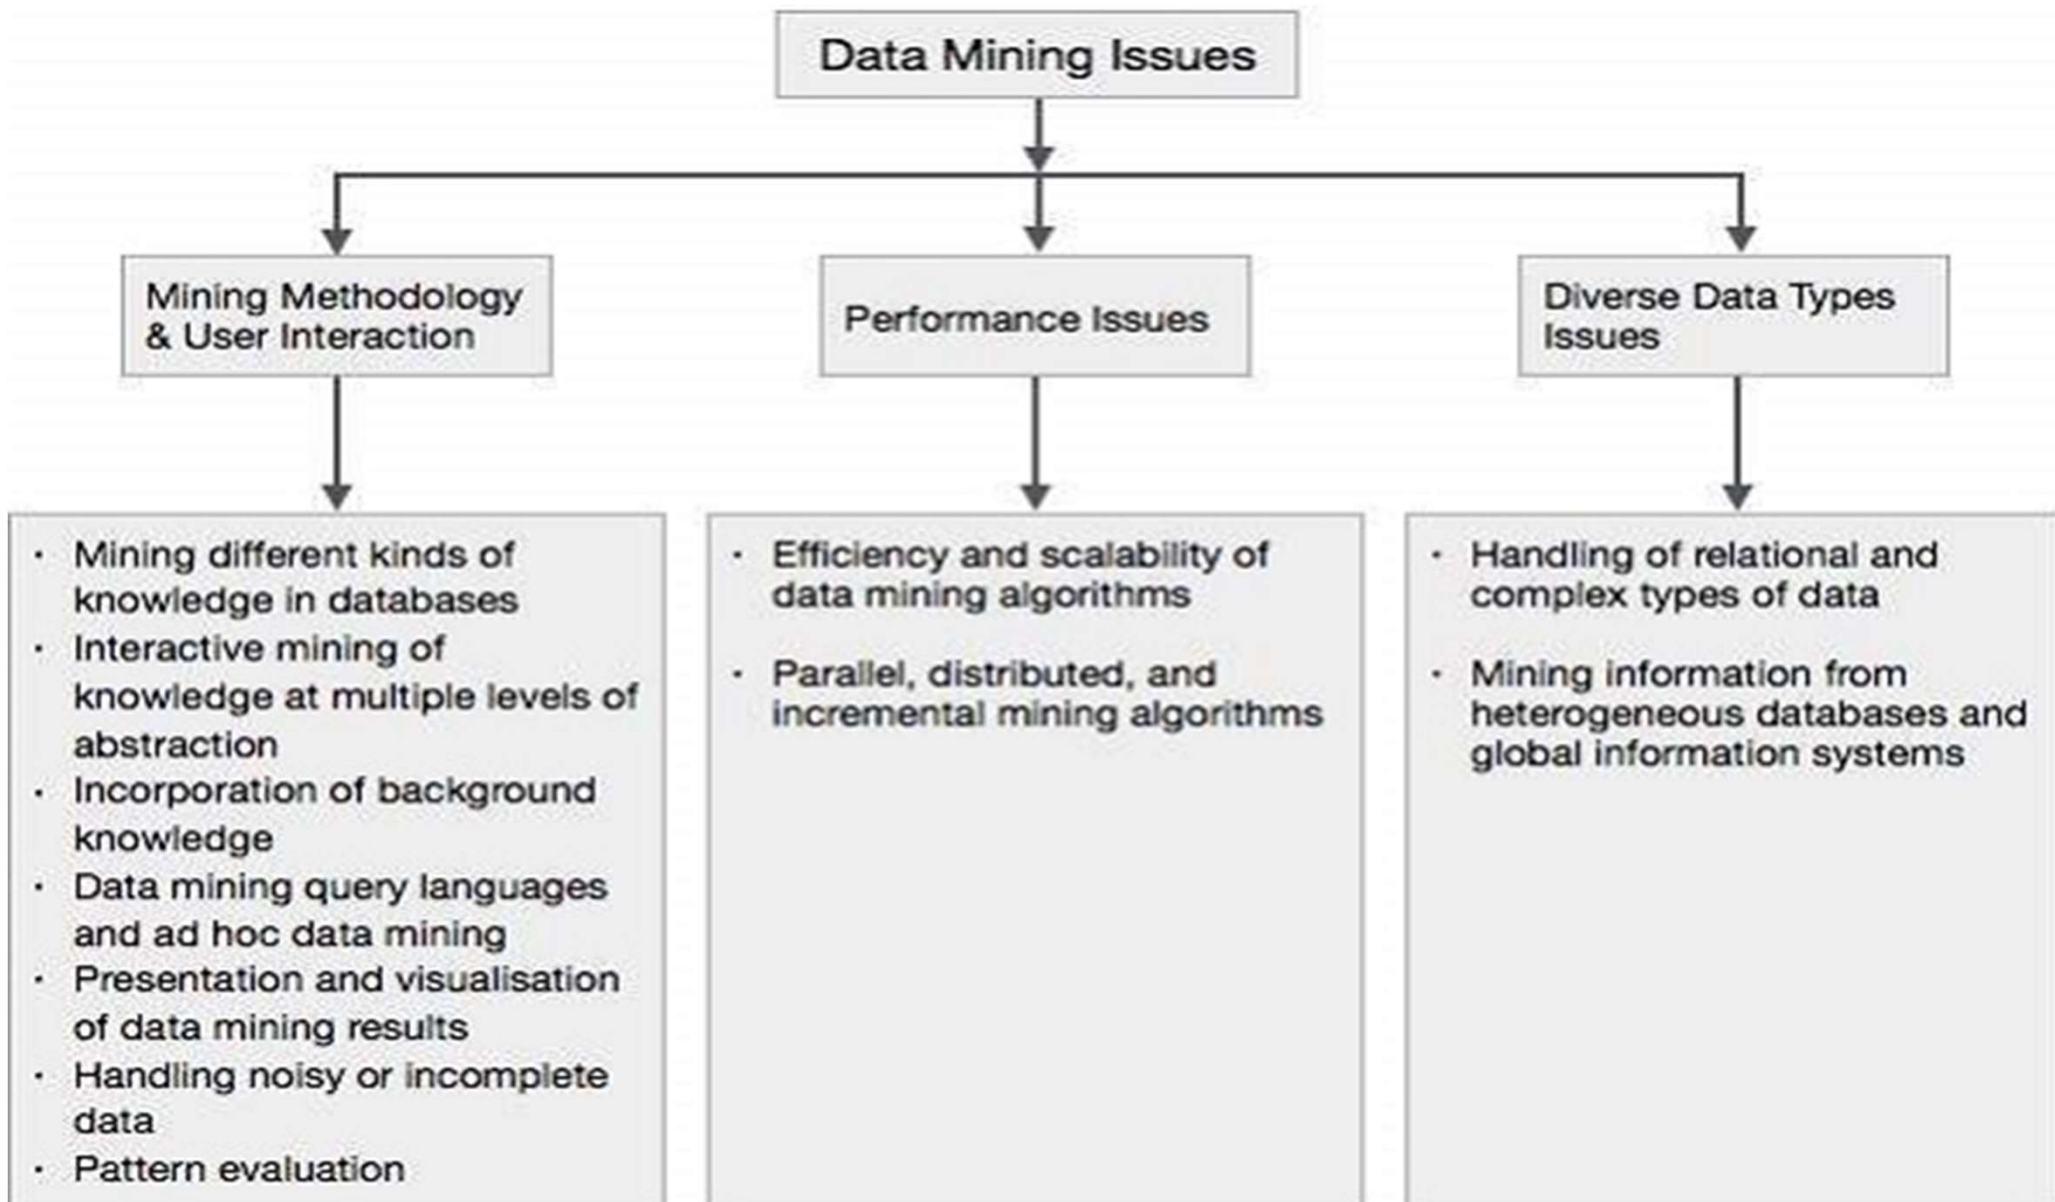 Data Mining Issues
Mining Methodology
& User Interaction
Performance Issues
Diverse Data Types
Issues
· Mining different kinds of
knowledge in databases
· Interactive mining of
knowledge at multiple levels of
abstraction
· Incorporation of background
knowledge
· Data mining query languages
and ad hoc data mining
· Presentation and visualisation
of data mining results
· Handling noisy or incomplete
data
· Pattern evaluation
· Efficiency and scalability of
data mining algorithms
· Parallel, distributed, and
incremental mining algorithms
· Handling of relational and
complex types of data
· Mining information from
heterogeneous databases and
global information systems